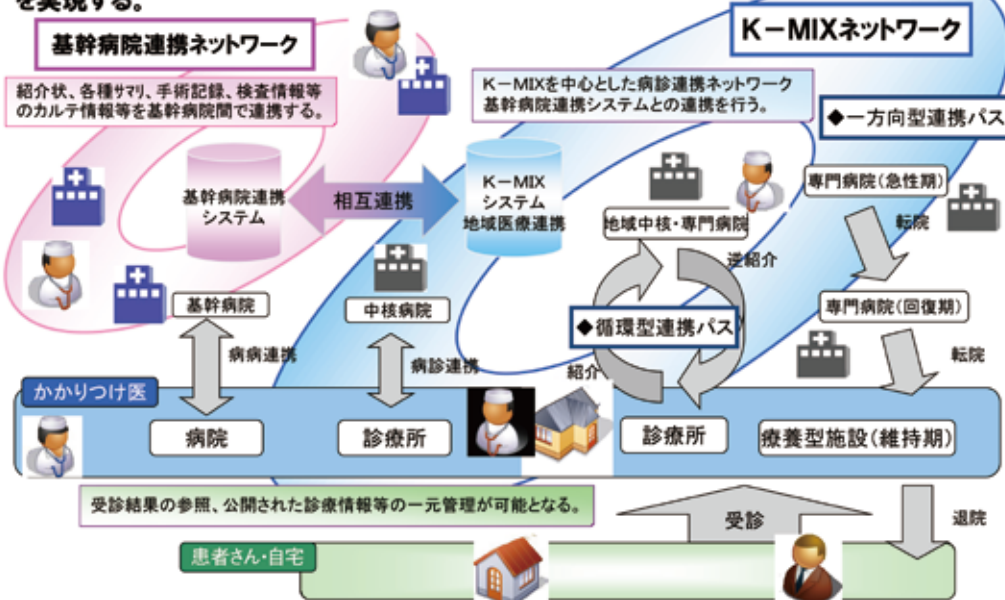 を実現する。
基幹病院連携ネットワーク
K－MIXネットワーク
紹介状、各種サマリ、手術記録、検査情報等
のカルテ情報等を基幹病院間で連携する。
K－MIXを中心とした病診連携ネットワーク
基幹病院連携システムとの連携を行う。
◆一方向型連携パス
基幹病院連携
システム
相互連携
K－MIX
システム
地域医療連携
地域中核・専門病院
専門病院(急性期)
転院
逆紹介
基幹病院
中核病院
専門病院(回復期)
◆循環型連携パス
病病連携
病診連携
紹介
転院
かかりつけ医
病院
診療所
診療所
療養型施設(維持期)
受診結果の参照、公開された診療情報等の一元管理が可能となる。
受診
退院
患者さん・自宅